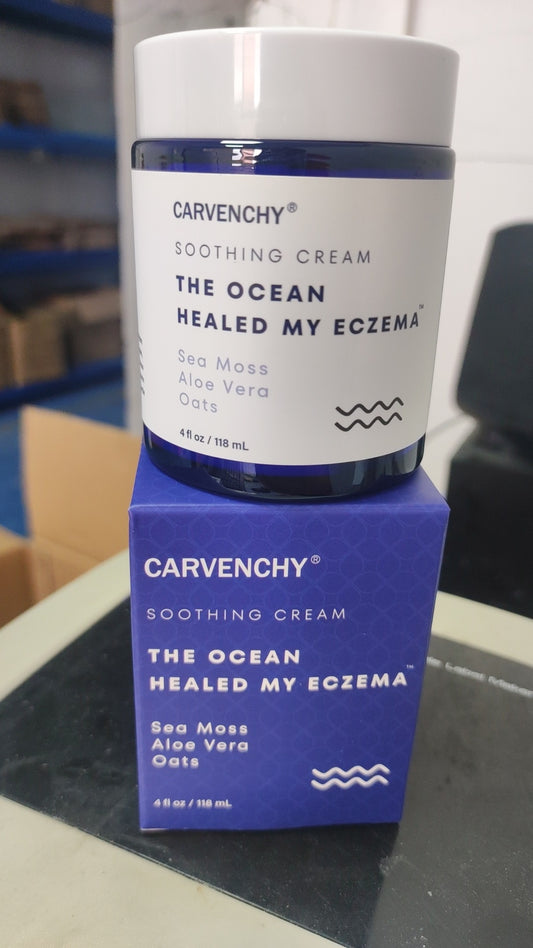 CARVENCHY®
SOOTHING CREAM
THE OCEAN
HEALED MY ECZEMA™
Sea Moss
Aloe Vera
Oats
4 fl oz / 118 mL
CARVENCHY®
SOOTHING CREAM
THE OCEAN
HEALED MY ECZEMA™
Sea Moss
Aloe Vera
Oats
4 fl oz / 118 mL